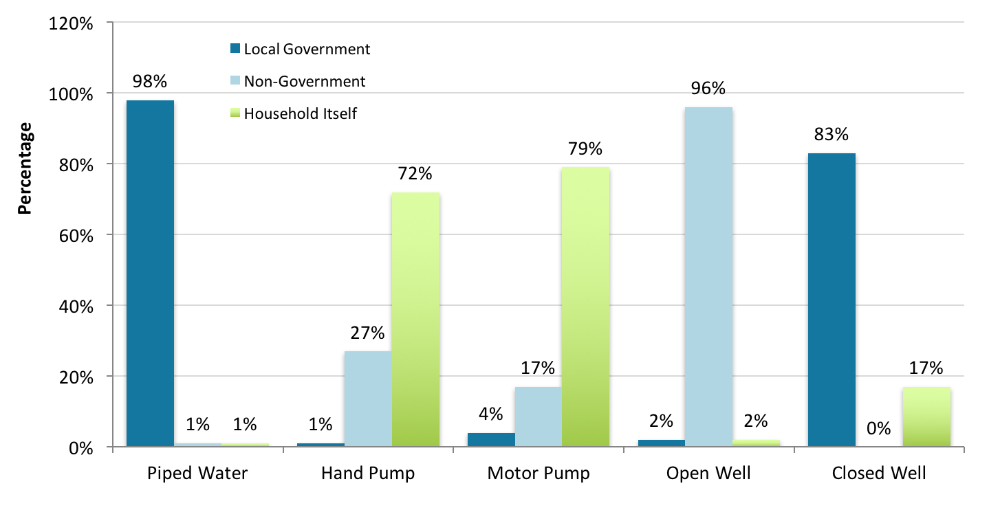 120%
100%
80%
60%
40%
20%
0%
Percentage
Local Government
Non-Government
Household Itself
98%
1%
1%
1%
27%
72%
4%
17%
79%
2%
96%
2%
83%
0%
17%
Piped Water
Hand Pump
Motor Pump
Open Well
Closed Well